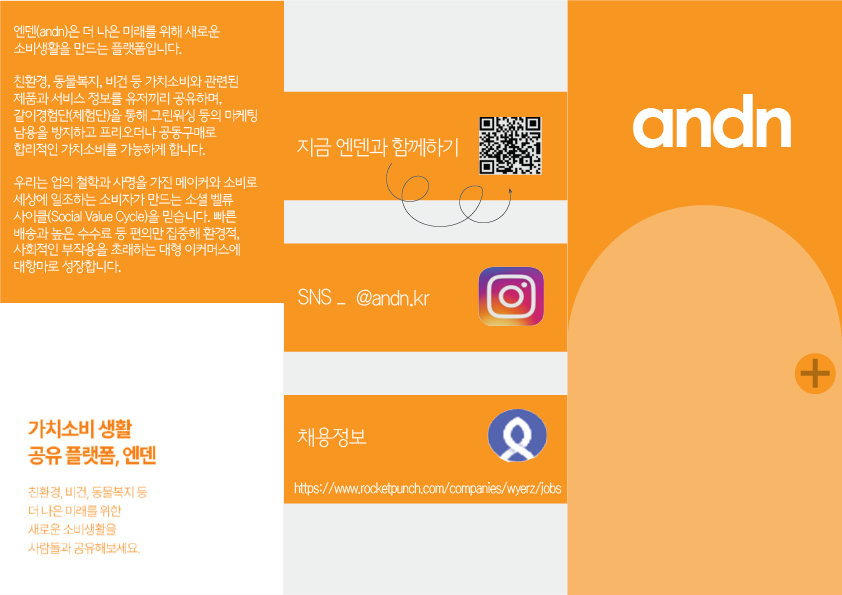 엔덴(andn)은 더 나은 미래를 위해 새로운
소비생활을 만드는 플랫폼입니다.
친환경, 동물복지, 비건 등 가치소비와 관련된
제품과 서비스 정보를 유저끼리 공유하며,
같이경험단(체험단)을 통해 그린워싱 등의 마케팅
남용을 방지하고 프리오더나 공동구매로
합리적인 가치소비를 가능하게 합니다.
우리는 업의 철학과 사명을 가진 메이커와 소비로
세상에 일조하는 소비자가 만드는 소셜 벨류
사이클(Social Value Cycle)을 믿습니다. 빠른
배송과 높은 수수료 등 편의만 집중해 환경적,
사회적인 부작용을 초래하는 대형 이커머스에
대항마로 성장합니다.
가치소비 생활
공유 플랫폼, 엔덴
친환경, 비건, 동물복지 등
더 나은 미래를 위한
새로운 소비생활을
사람들과 공유해보세요.
지금 엔덴과 함께하기
SNS _ @andn.kr
채용정보
https://www.rocketpunch.com/companies/wyerz/jobs
andn